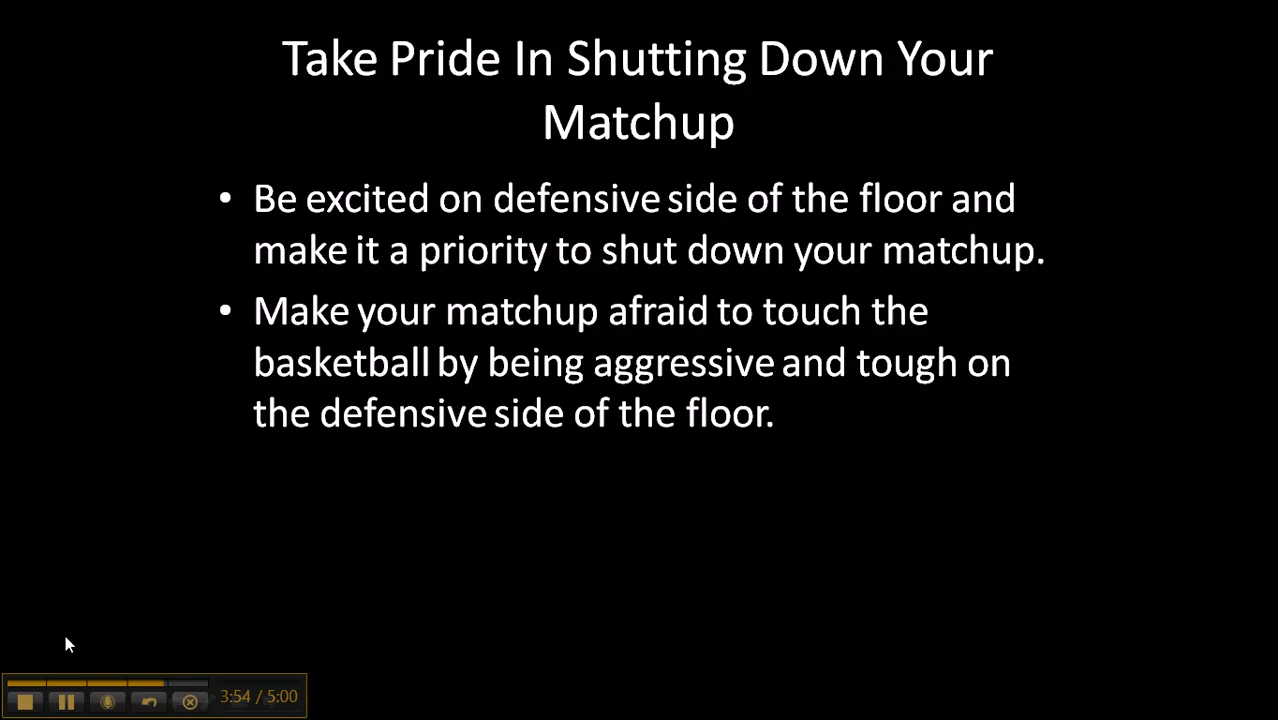 Take Pride In Shutting Down Your
Matchup
• Be excited on defensive side of the floor and
make it a priority to shut down your matchup.
• Make your matchup afraid to touch the
basketball by being aggressive and tough on
the defensive side of the floor.
3:54 / 5:00